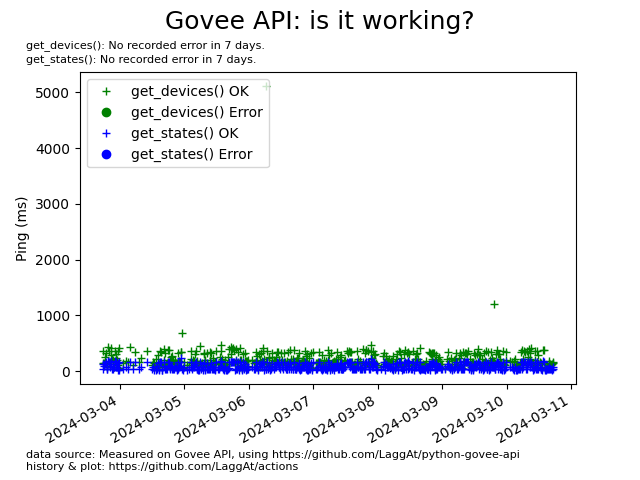 Govee API: is it working?
get_devices(): No recorded error in 7 days.
get_states(): No recorded error in 7 days.
get_devices() OK
get_devices() Error
get_states() OK
get_states() Error
Ping (ms)
5000
4000
3000
2000
1000
0
2024-03-04
2024-03-05
2024-03-06
2024-03-07
2024-03-08
2024-03-09
2024-03-10
2024-03-11
data source: Measured on Govee API, using https://github.com/LaggAt/python-govee-api
history & plot: https://github.com/LaggAt/actions